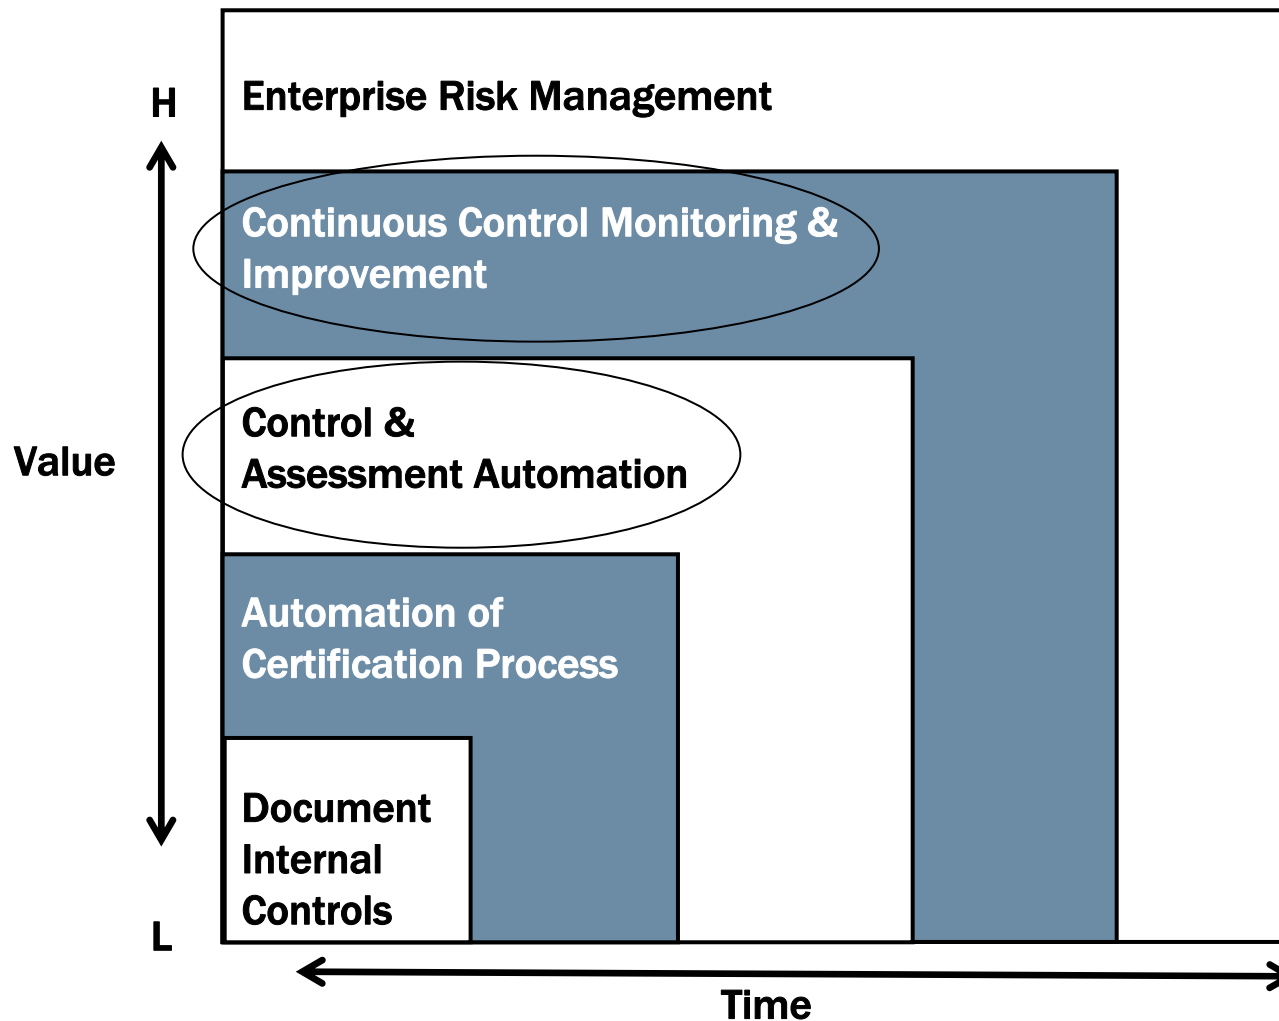 Enterprise Risk Management
H
Continuous Control Monitoring &
Improvement
Control &
Assessment Automation
Value
Automation of
Certification Process
Document
Internal
Controls
L
Time